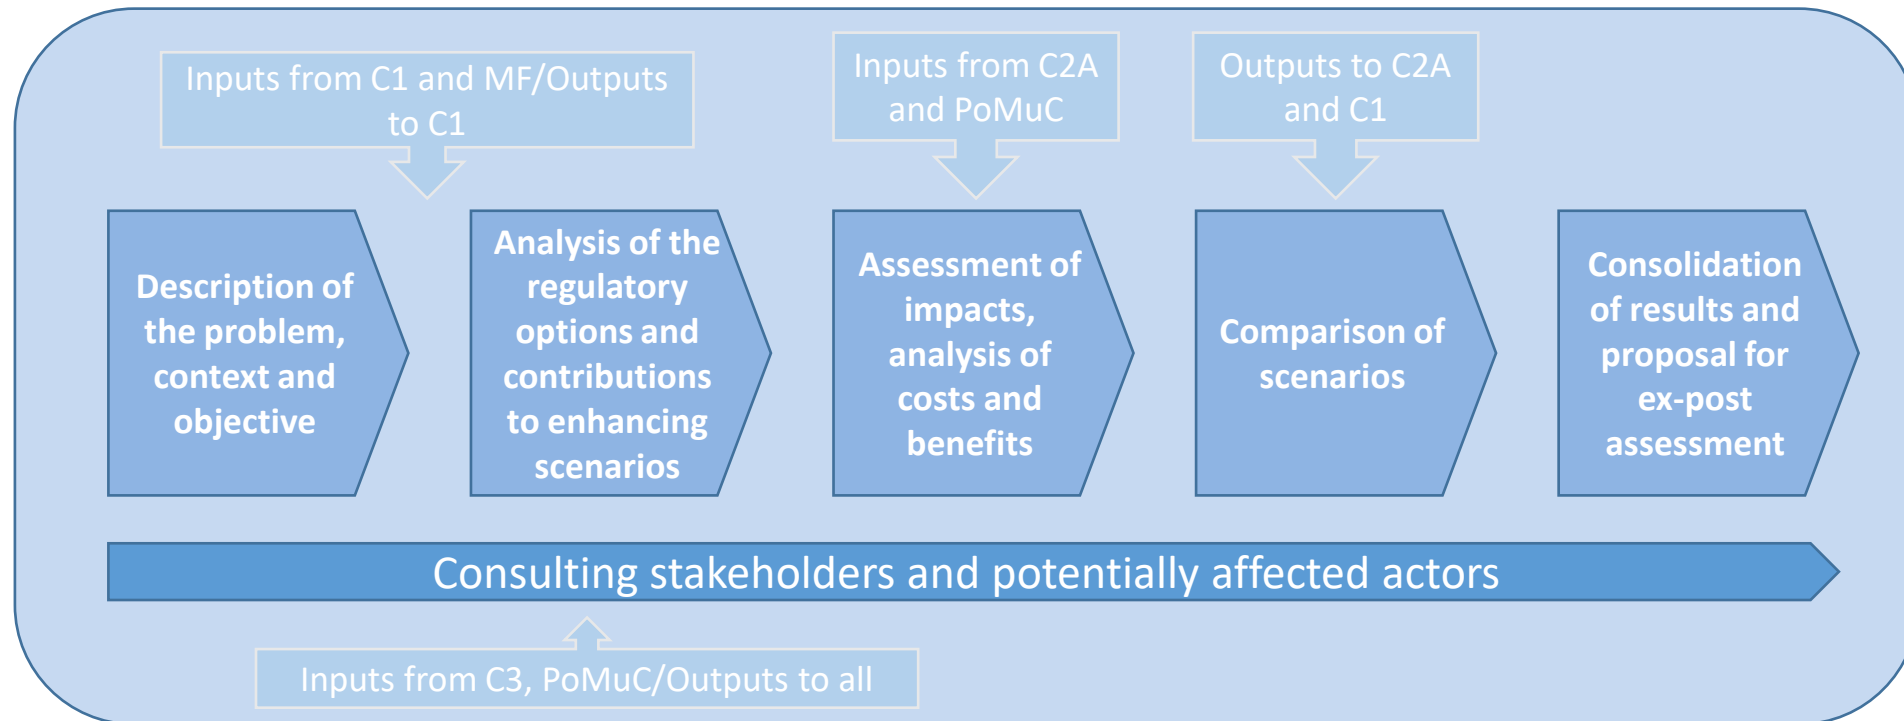 Inputs from C1 and MF/Outputs
to C1
Inputs from C2A
and PoMuC
Outputs to C2A
and C1
Description of
the problem,
context and
objective
Analysis of the
regulatory
options and
contributions
to enhancing
scenarios
Assessment of
impacts,
analysis of
costs and
benefits
Comparison of
scenarios
Consolidation
of results and
proposal for
ex-post
assessment
Consulting stakeholders and potentially affected actors
Inputs from C3, PoMuC/Outputs to all